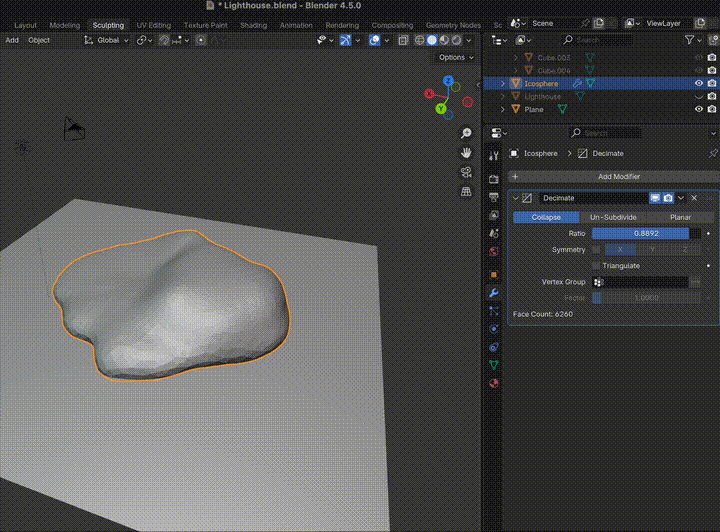 * Lighthouse.blend - Blender 4.5.0
Layout Modeling Sculpting UV Editing Texture Paint Shading Animation Rendering Compositing Geometry Nodes Sc
Scene ViewLayer
Add Object Global
Search
Options
Cube.003
Cube.004
Icosphere
Lighthouse
Plane
X
Z
Y
Search
Icosphere > Decimate
+ Add Modifier
Decimate
Collapse Un-Subdivide Planar
Ratio 0.8892
Symmetry X Y Z
Triangulate
Vertex Group
Factor 1.0000
Face Count: 6260